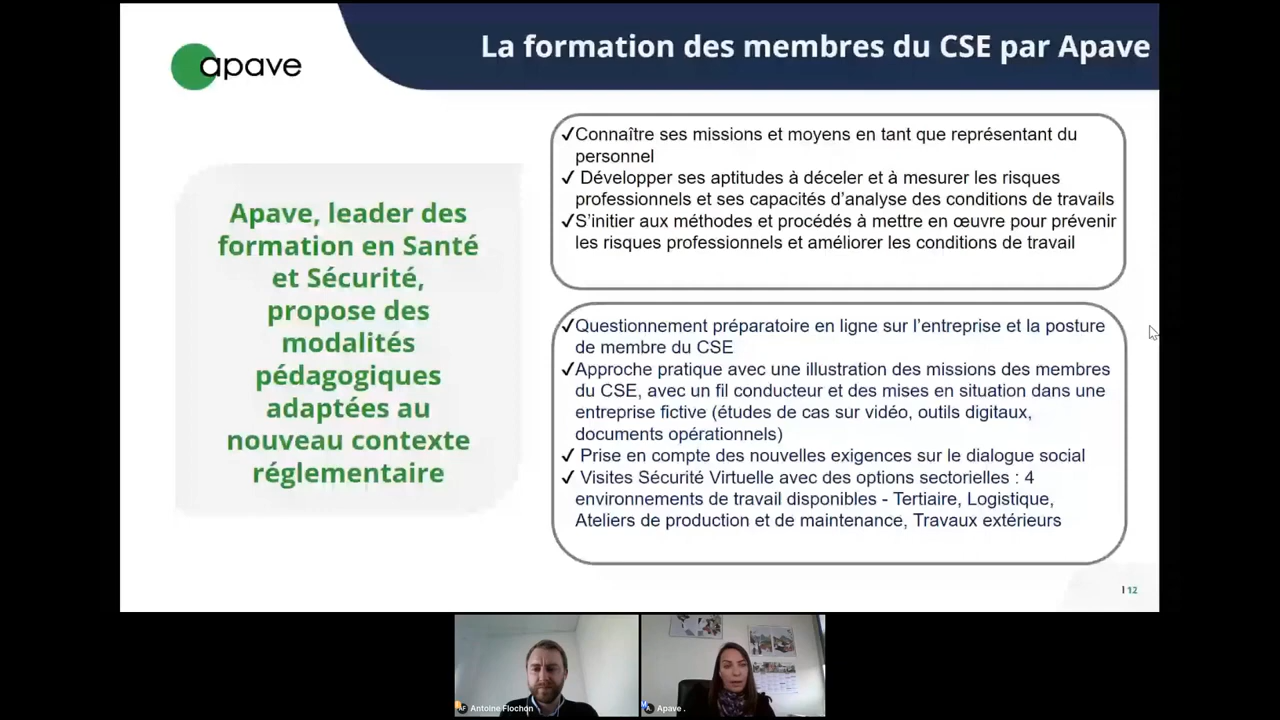 La formation des membres du CSE par Apave
apave
Apave, leader des
formation en Santé
et Sécurité,
propose des
modalités
pédagogiques
adaptées au
nouveau contexte
réglementaire
✓Connaître ses missions et moyens en tant que représentant du
personnel
✓ Développer ses aptitudes à déceler et à mesurer les risques
professionnels et ses capacités d’analyse des conditions de travails
✓S’initier aux méthodes et procédés à mettre en œuvre pour prévenir
les risques professionnels et améliorer les conditions de travail
✓Questionnement préparatoire en ligne sur l’entreprise et la posture
de membre du CSE
✓Approche pratique avec une illustration des missions des membres
du CSE, avec un fil conducteur et des mises en situation dans une
entreprise fictive (études de cas sur vidéo, outils digitaux,
documents opérationnels)
✓ Prise en compte des nouvelles exigences sur le dialogue social
✓ Visites Sécurité Virtuelle avec des options sectorielles : 4
environnements de travail disponibles - Tertiaire, Logistique,
Ateliers de production et de maintenance, Travaux extérieurs
I 12
AF Antoine Flochon
A. Apave .